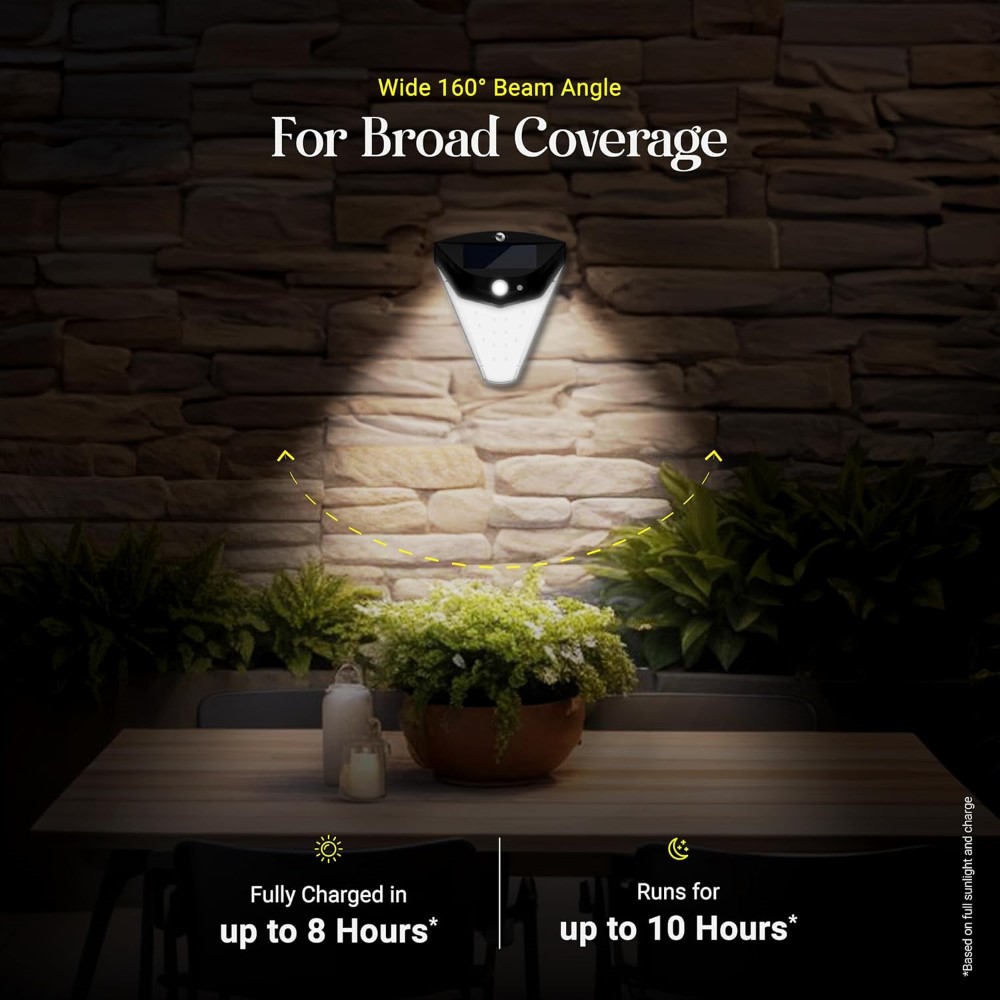 Wide 160° Beam Angle
For Broad Coverage
Fully Charged in
up to 8 Hours*
Runs for
up to 10 Hours*
*Based on full sunlight and charge